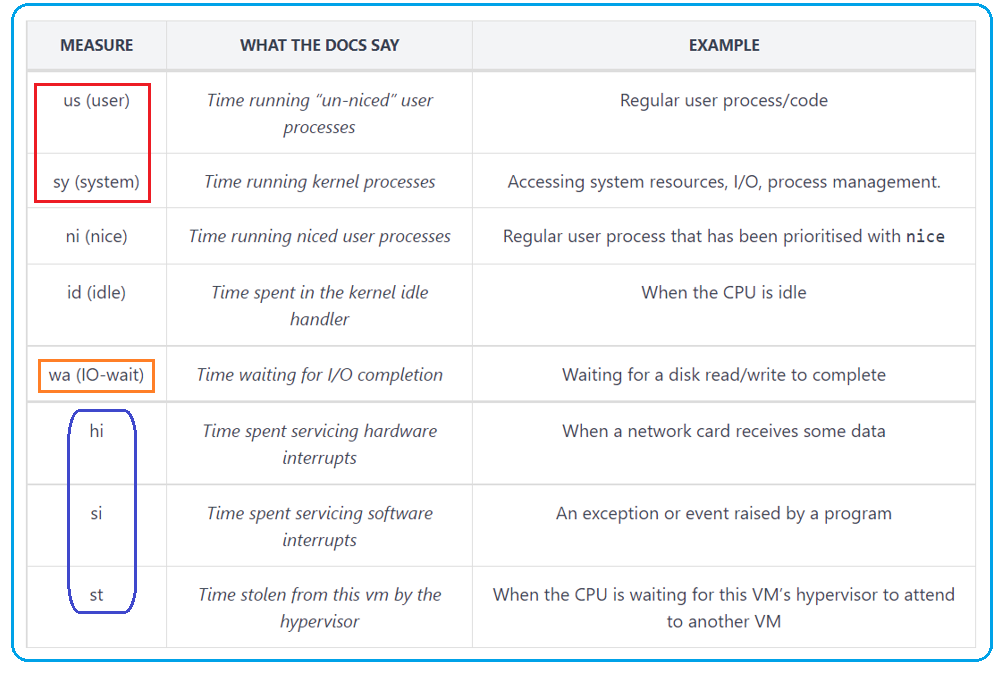 MEASURE WHAT THE DOCS SAY EXAMPLE
us (user) Time running “un-niced” user Regular user process/code
processes
sy (system) Time running kernel processes Accessing system resources, I/O, process management.
ni (nice) Time running niced user processes Regular user process that has been prioritised with nice
id (idle) Time spent in the kernel idle When the CPU is idle
handler
wa (IO-wait) Time waiting for I/O completion Waiting for a disk read/write to complete
hi Time spent servicing hardware When a network card receives some data
interrupts
si Time spent servicing software An exception or event raised by a program
interrupts
st Time stolen from this vm by the When the CPU is waiting for this VM’s hypervisor to attend
hypervisor to another VM